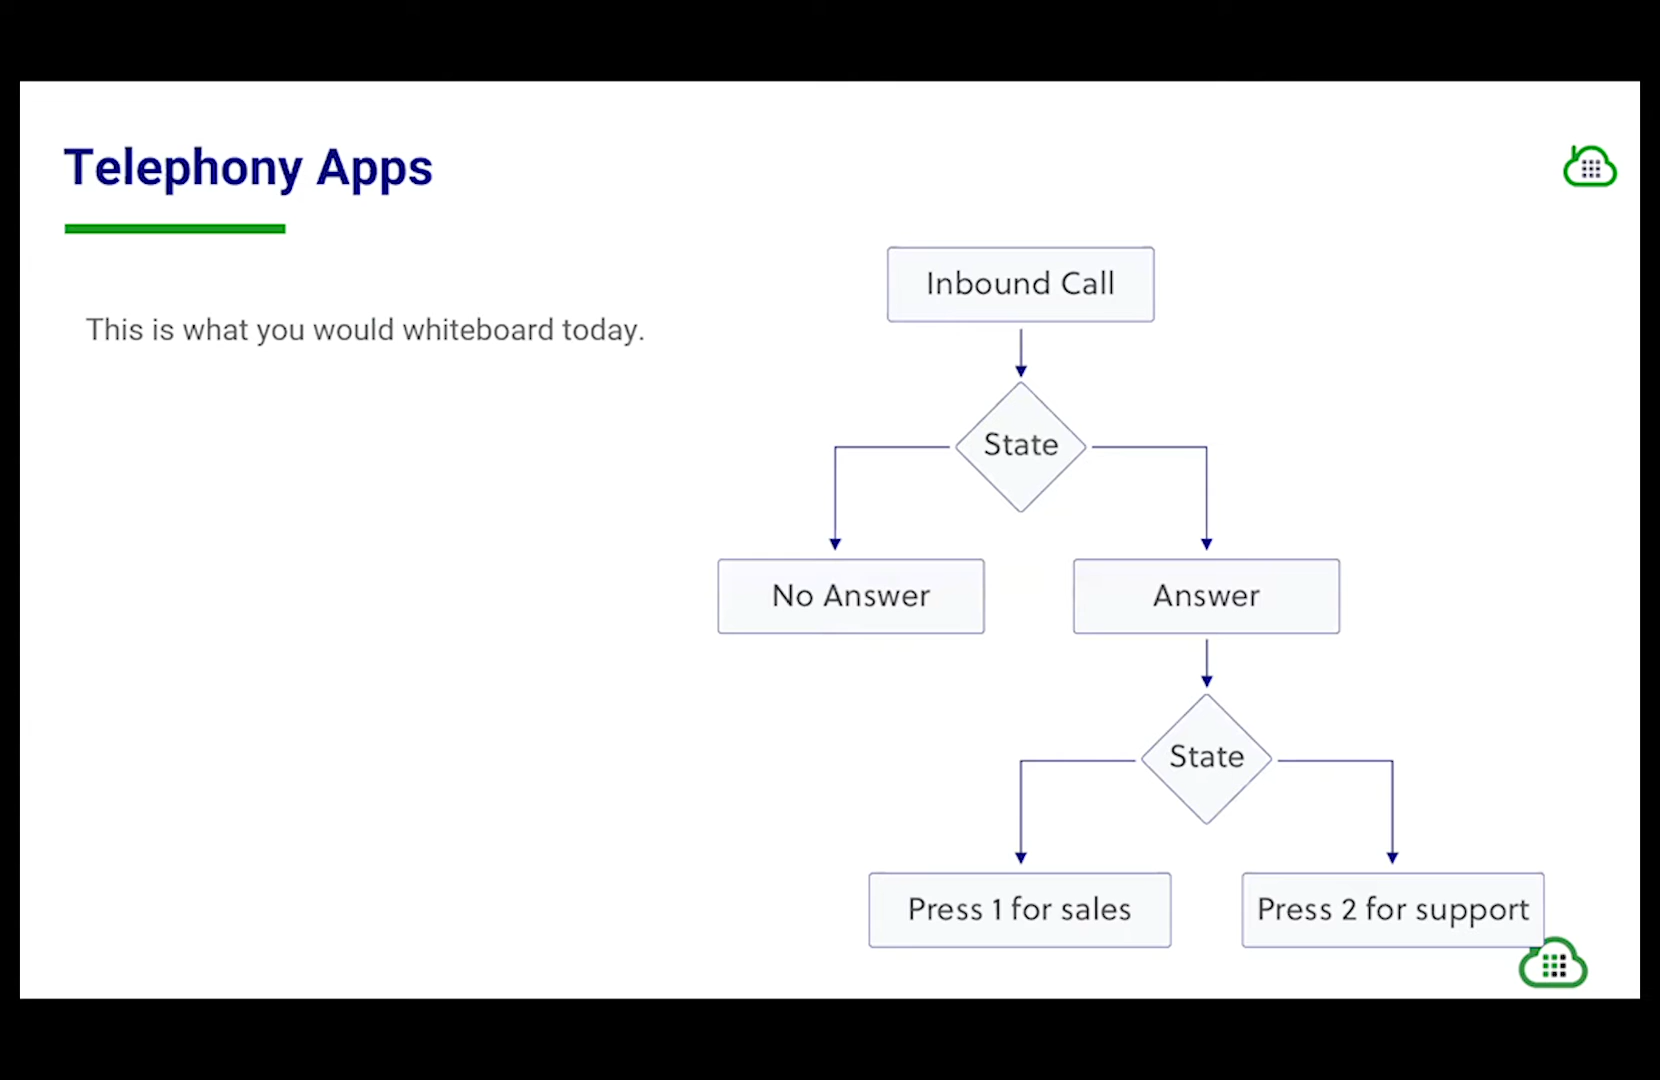 Telephony Apps
This is what you would whiteboard today.
Inbound Call
State
No Answer
Answer
State
Press 1 for sales
Press 2 for support